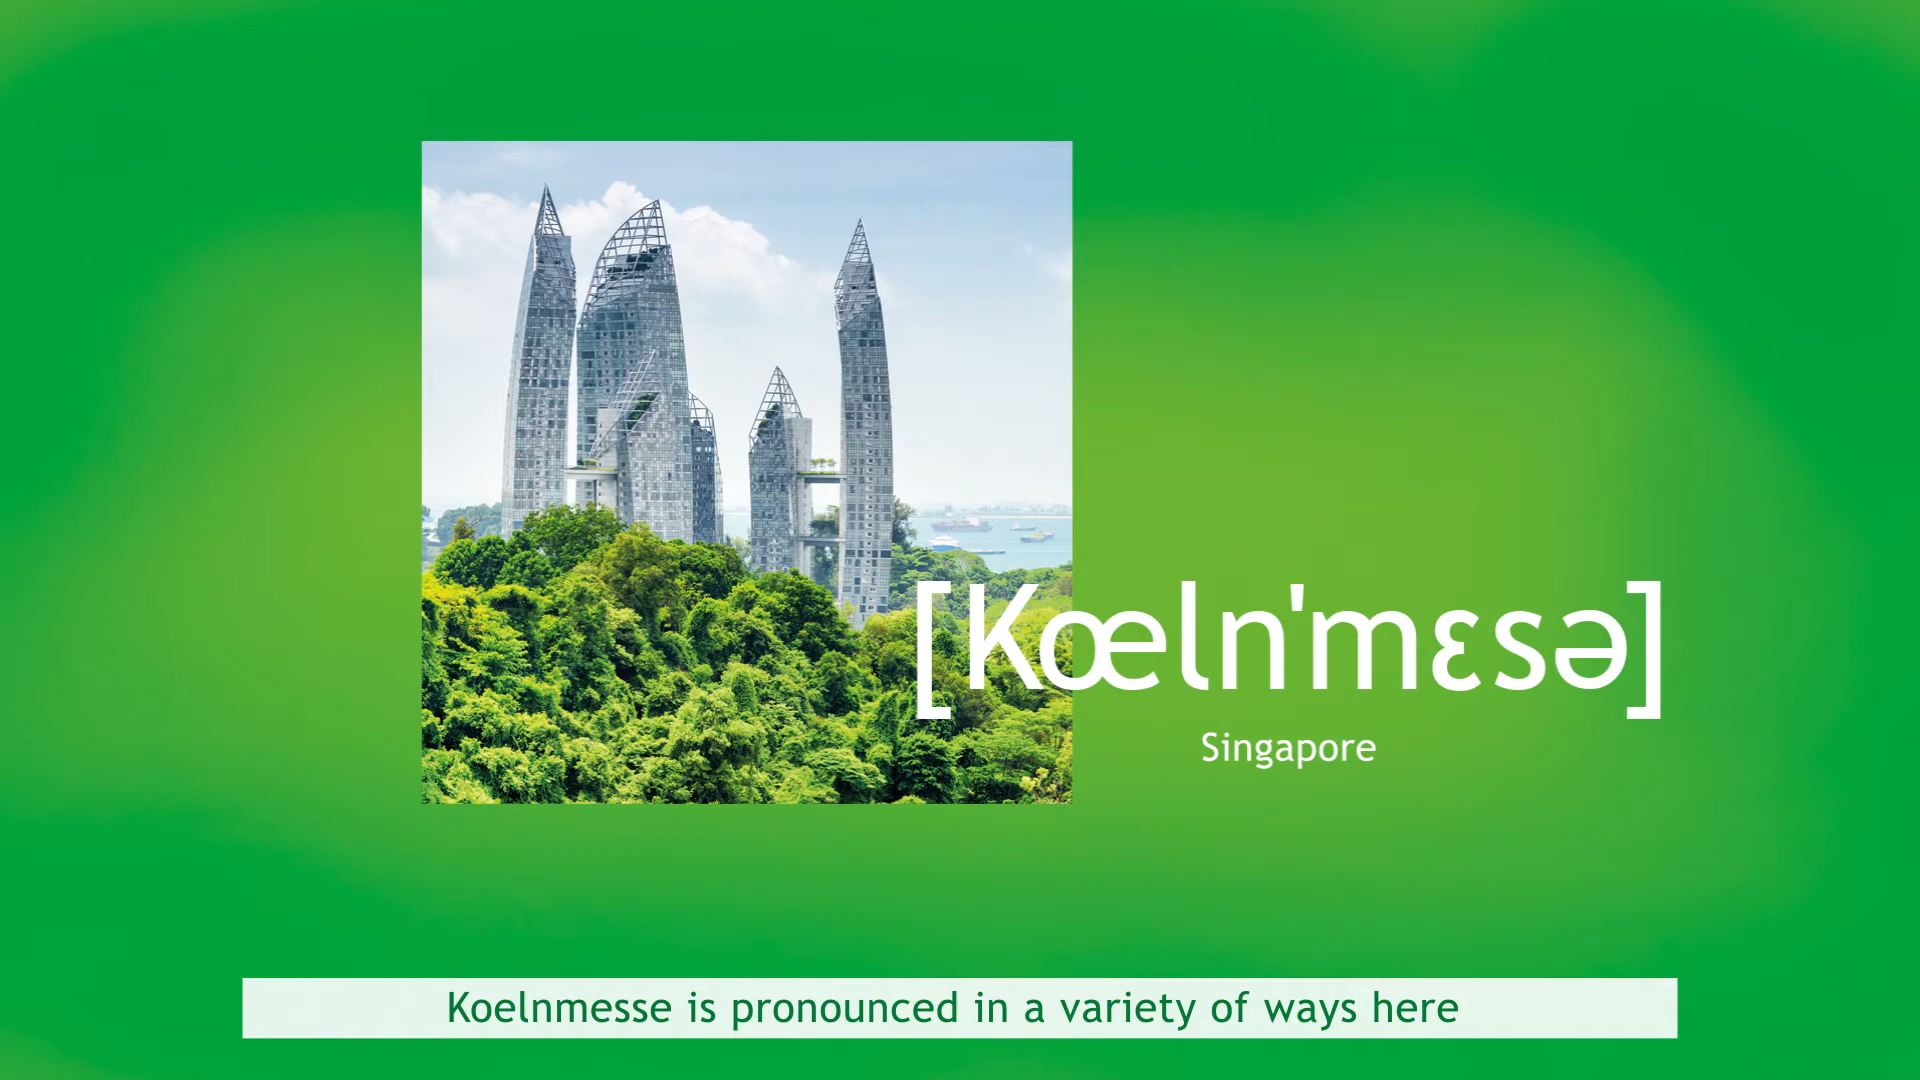 [Kœln'mɛsə]
Singapore
Koelnmesse is pronounced in a variety of ways here